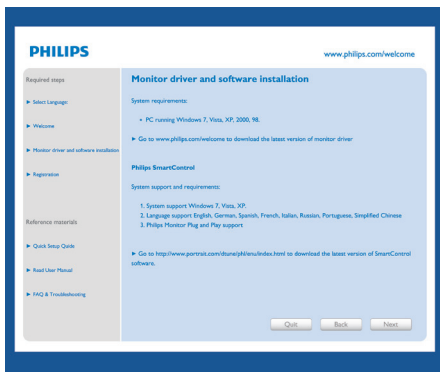 PHILIPS
www.philips.com/welcome
Required steps
► Select Language
► Welcome
► Monitor driver and software installation
► Registration
Reference materials
► Quick Setup Quide
► Read User Manual
► FAQ & Troubleshooting
Monitor driver and software installation
System requirements:
• PC running Windows 7, Vista, XP, 2000, 98,
► Go to www.philips.com/welcome to download the latest version of monitor driver
Philips SmartControl
System support and requirements:
1. System support Windows 7, Vista, XP.
2. Language support English, German, Spanish, French, Italian, Russian, Portuguese, Simplified Chinese
3. Philips Monitor Plug and Play support
► Go to http://www.portrait.com/dtune/phl/enu/index.html to download the latest version of SmartControl
software.
Quit
Back
Next